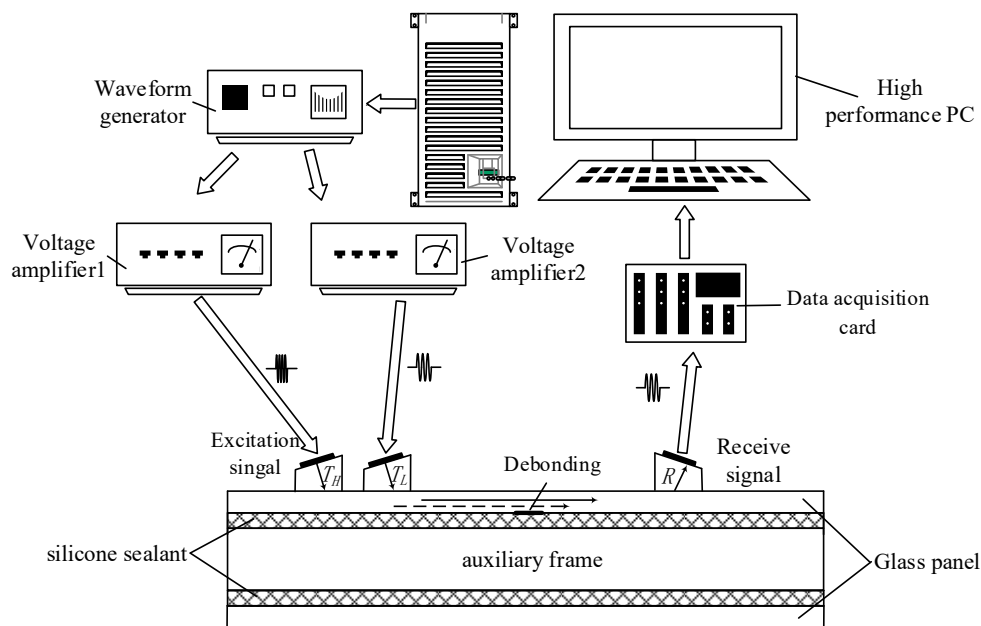 Waveform
generator
High
performance PC
Voltage
amplifier1
Voltage
amplifier2
Data acquisition
card
Excitation
singal
T_H
T_L
Debonding
R
Receive
signal
silicone sealant
auxiliary frame
Glass panel